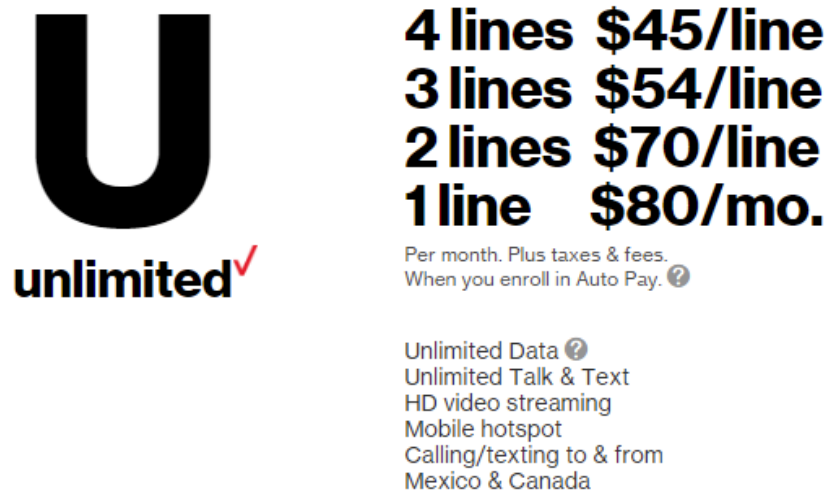 U
unlimited✓
4 lines $45/line
3 lines $54/line
2 lines $70/line
1 line $80/mo.
Per month. Plus taxes & fees.
When you enroll in Auto Pay. ?
Unlimited Data ?
Unlimited Talk & Text
HD video streaming
Mobile hotspot
Calling/texting to & from
Mexico & Canada